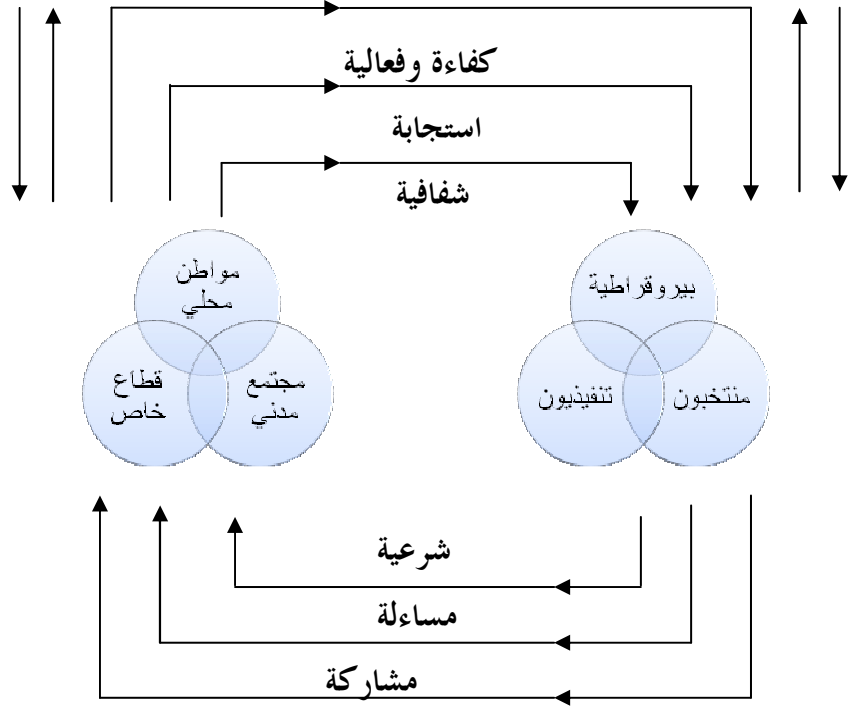 كفاءة وفعالية
استجابة
شفافية
بيروقراطية
منتخبون
تنفيذيون
مواطن
محلي
مجتمع
مدني
قطاع
خاص
شرعية
مساءلة
مشاركة